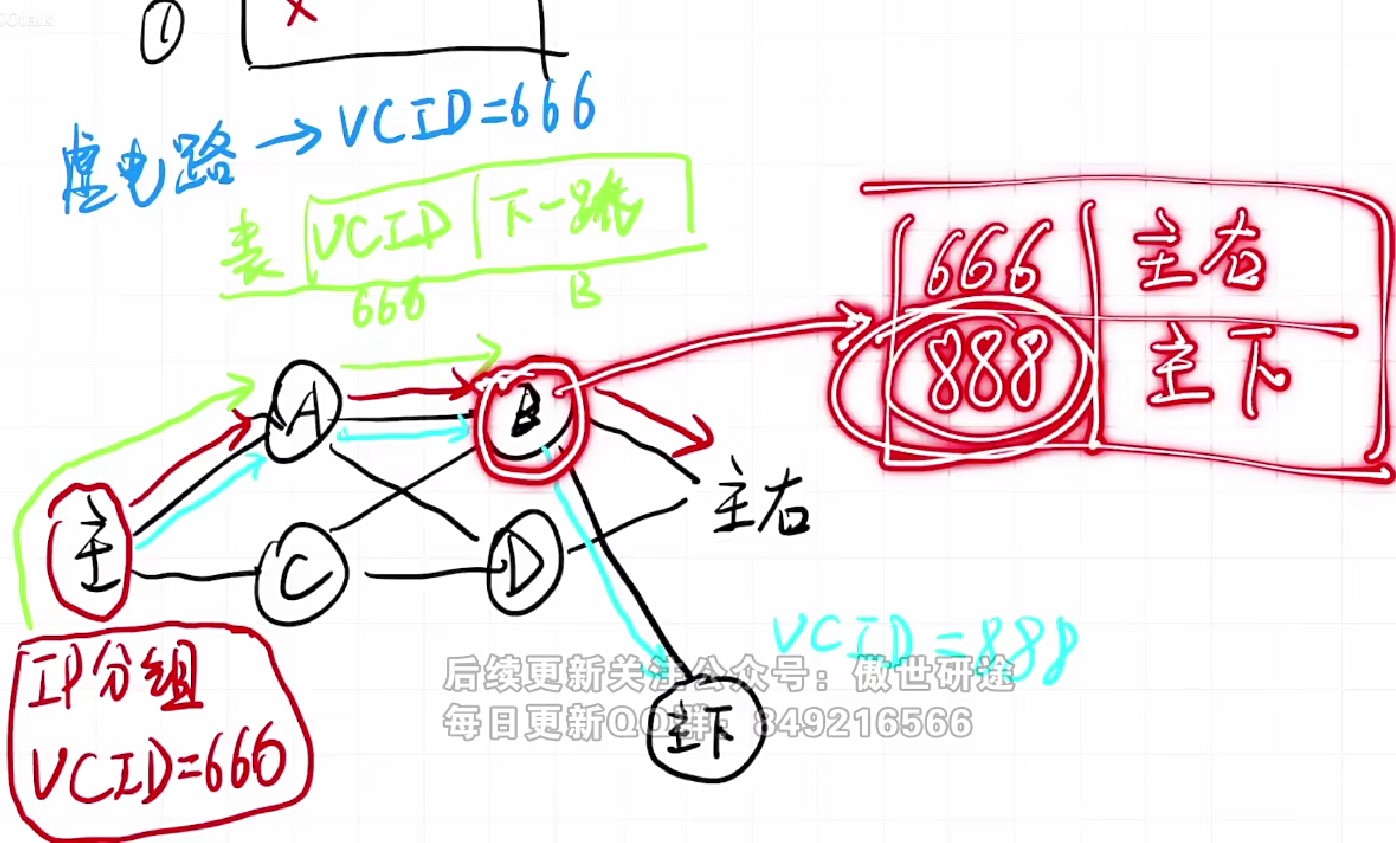 ①
×
虚电路 → VCID=666
表 VCID 下一跳
666 B
666 主右
888 主下
A
B
主
主右
C
D
VCID=888
IP分组
VCID=666
后续更新关注公众号：傲世研途
每日更新QQ群：849216566
主下